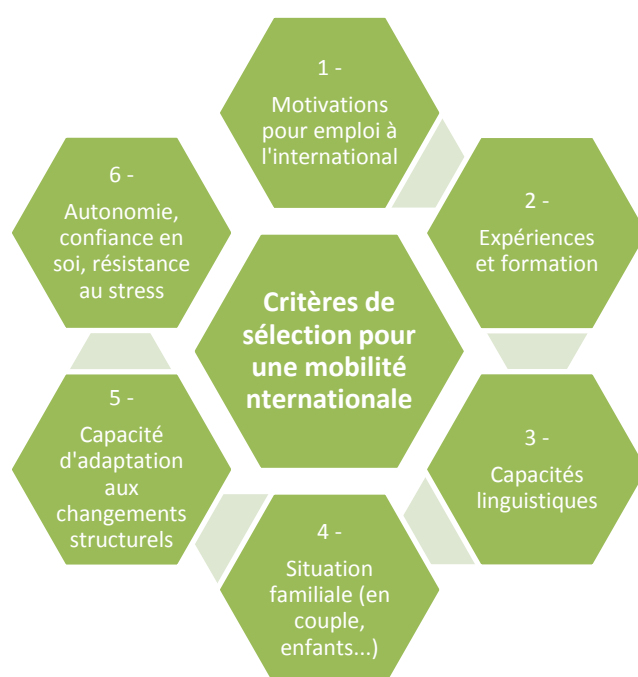 1 -
Motivations
pour emploi à
l'international
2 -
Expériences
et formation
3 -
Capacités
linguistiques
4 -
Situation
familiale (en
couple,
enfants...)
5 -
Capacité
d'adaptation
aux
changements
structurels
6 -
Autonomie,
confiance en
soi, résistance
au stress
Critères de
sélection pour
une mobilité
nternationale